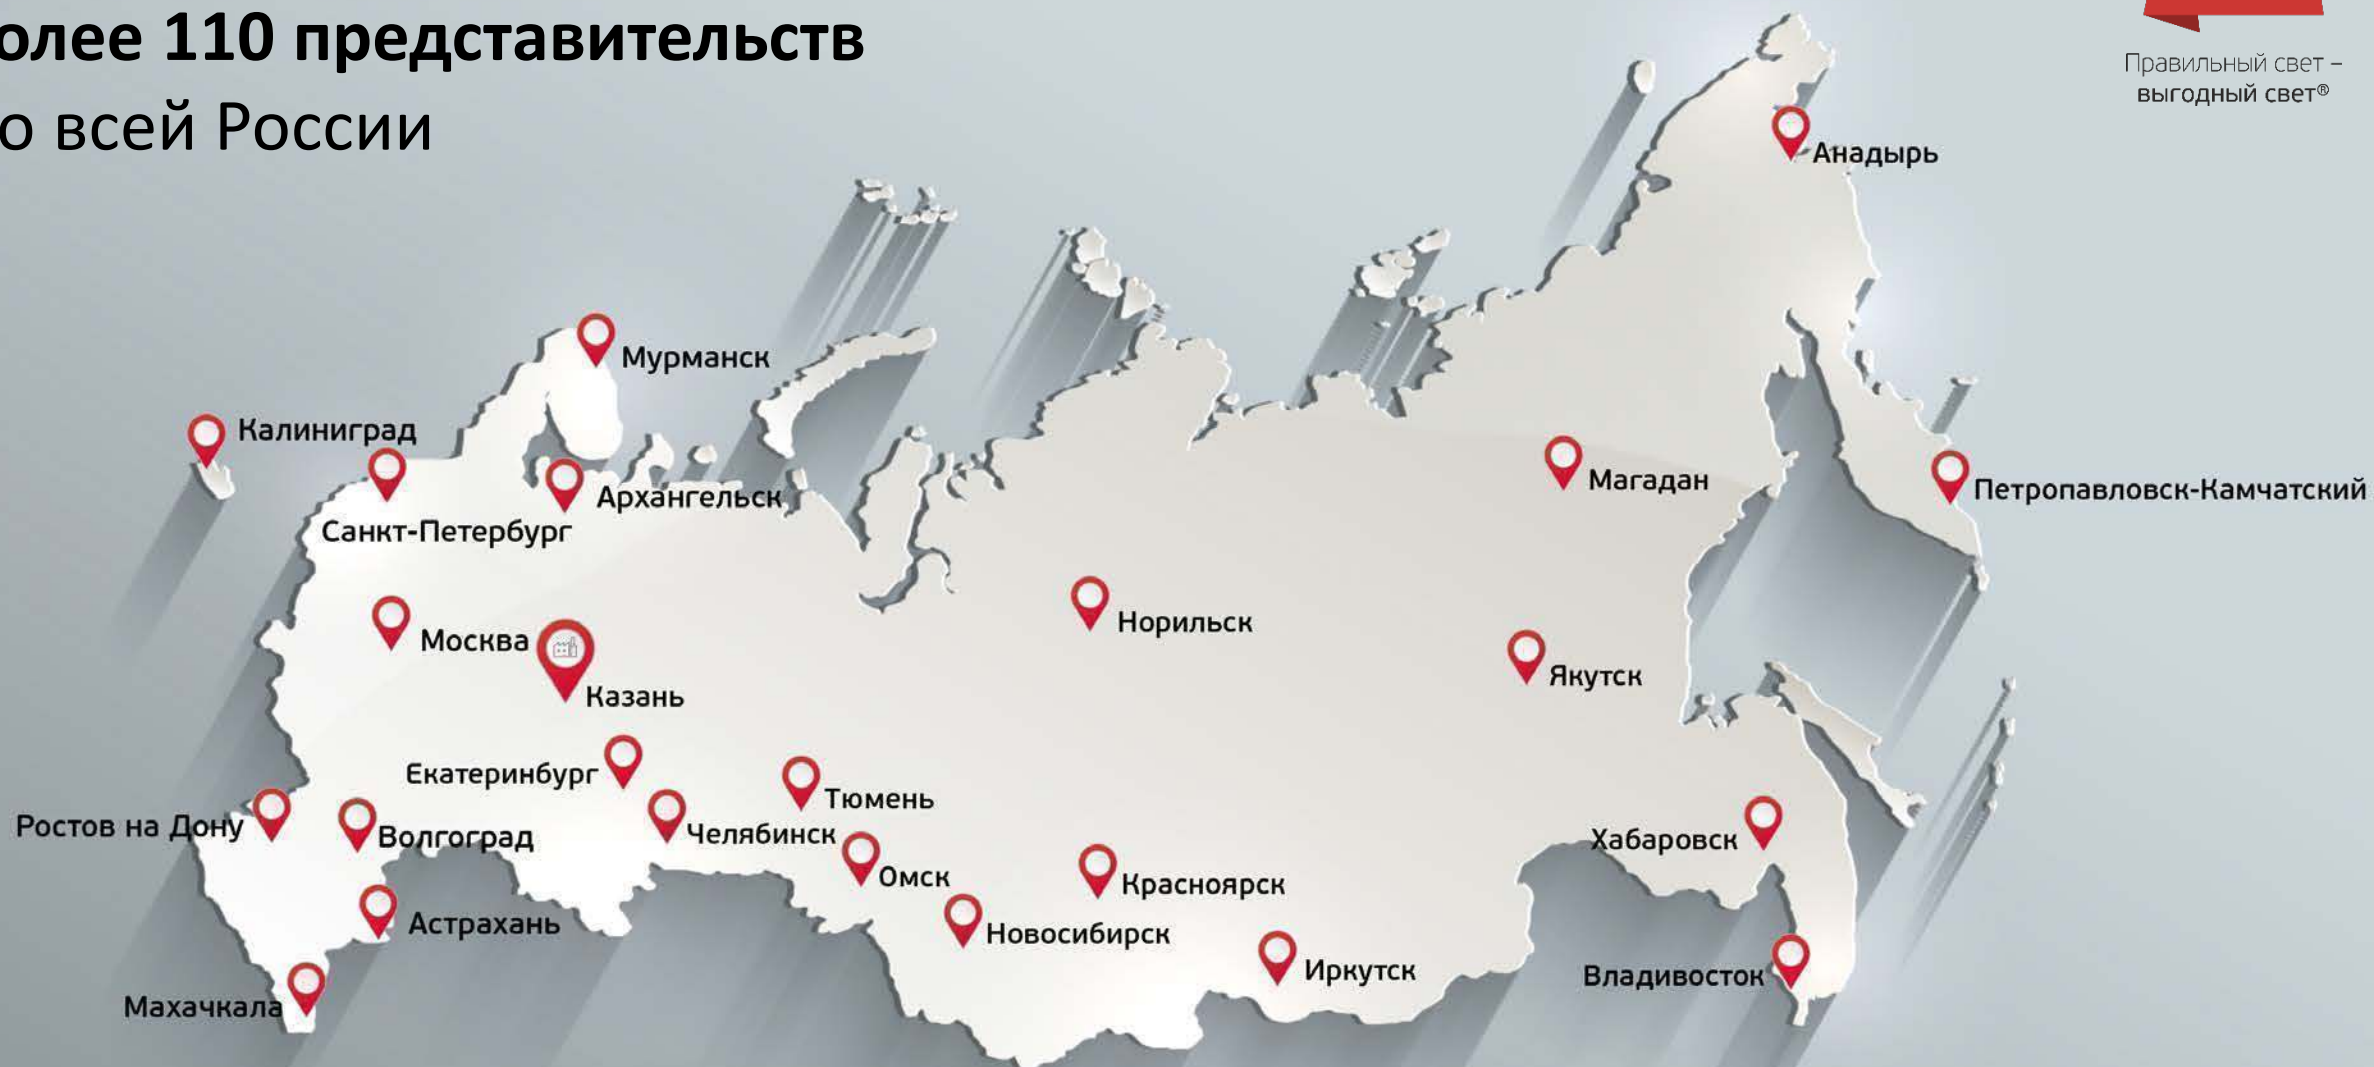 олее 110 представительств
о всей России
Правильный свет –
выгодный свет®
Анадырь
Мурманск
Калининград
Архангельск
Санкт-Петербург
Магадан
Петропавловск-Камчатский
Норильск
Москва
Якутск
Казань
Екатеринбург
Тюмень
Ростов на Дону
Волгоград
Челябинск
Хабаровск
Омск
Красноярск
Астрахань
Новосибирск
Иркутск
Владивосток
Махачкала